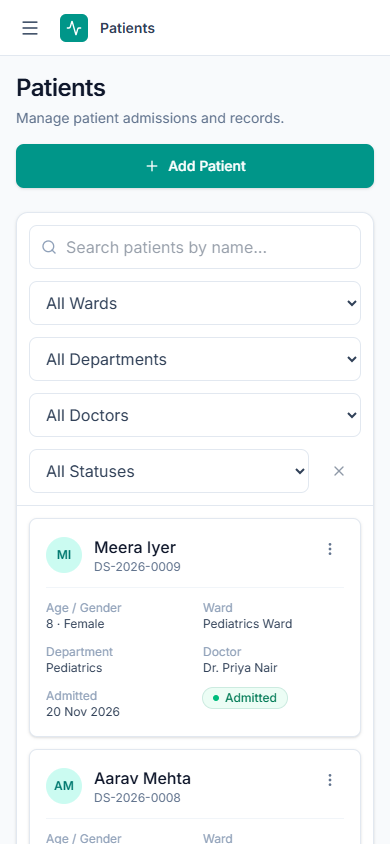 Patients
Patients
Manage patient admissions and records.
+ Add Patient
Search patients by name...
All Wards
All Departments
All Doctors
All Statuses
MI
Meera Iyer
DS-2026-0009
Age / Gender
Ward
8 · Female
Pediatrics Ward
Department
Doctor
Pediatrics
Dr. Priya Nair
Admitted
Admitted
20 Nov 2026
AM
Aarav Mehta
DS-2026-0008
Age / Gender
Ward